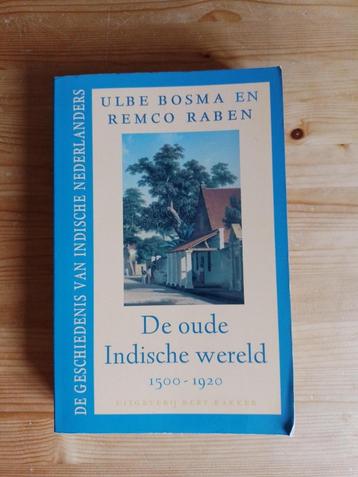 DE GESCHIEDENIS VAN INDISCHE NEDERLANDERS
ULBE BOSMA EN
REMCO RABEN
De oude
Indische wereld
1500-1920
UITGEVERIJ BERT BAKKER